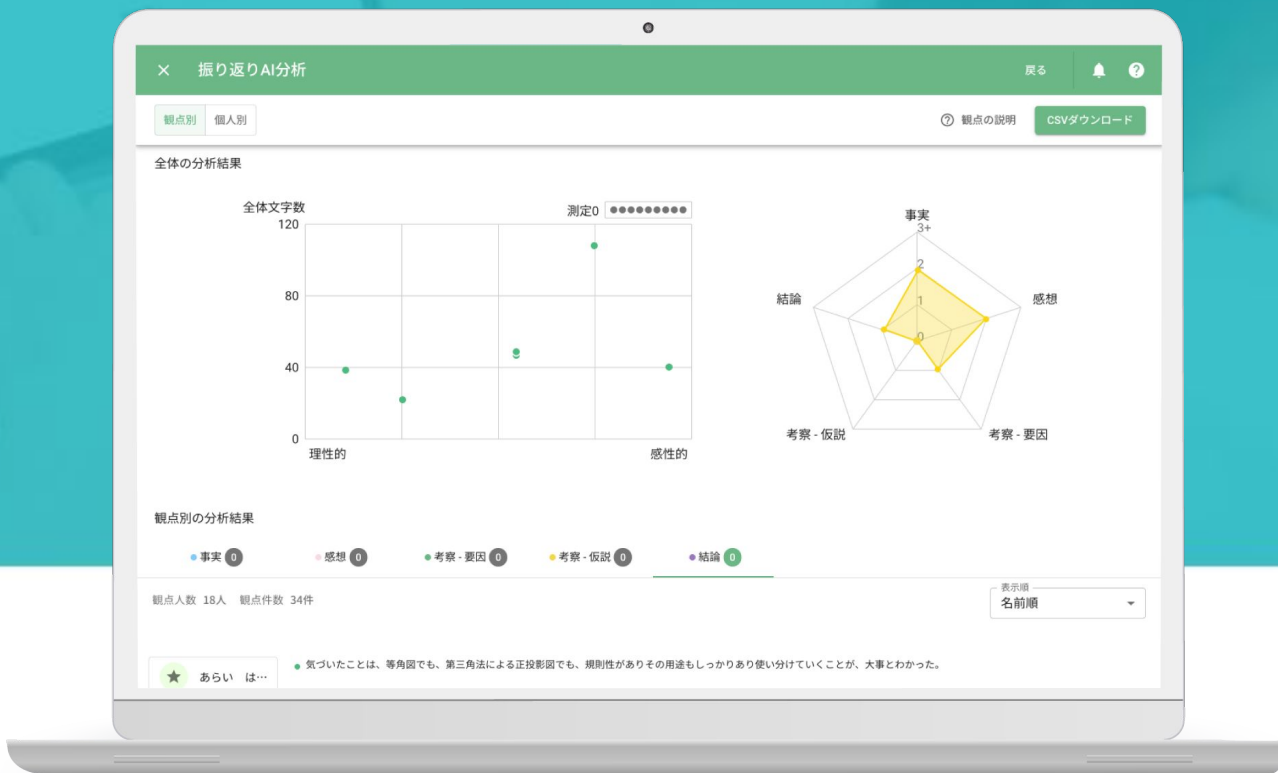 振り返りAI分析
戻る
観点別
個人別
観点の説明
CSVダウンロード
全体の分析結果
全体文字数
測定0
120
80
40
0
理性的
感性的
事実
3+
2
1
0
感想
考察 - 要因
考察 - 仮説
結論
観点別の分析結果
事実 0
感想 0
考察 - 要因 0
考察 - 仮説 0
結論 0
観点人数 18人 観点件数 34件
表示順
名前順
あらい は…
気づいたことは、等角図でも、第三角法による正投影図でも、規則性がありその用途もしっかりあり使い分けていくことが、大事とわかった。